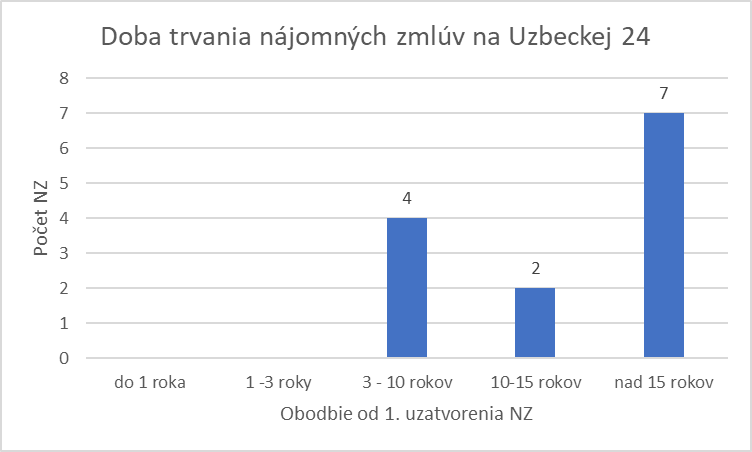 Doba trvania nájomných zmlúv na Uzbeckej 24
8
7
6
5
4
3
2
1
0
Počet NZ
4
2
7
do 1 roka
1 -3 roky
3 - 10 rokov
10-15 rokov
nad 15 rokov
Obodbie od 1. uzatvorenia NZ